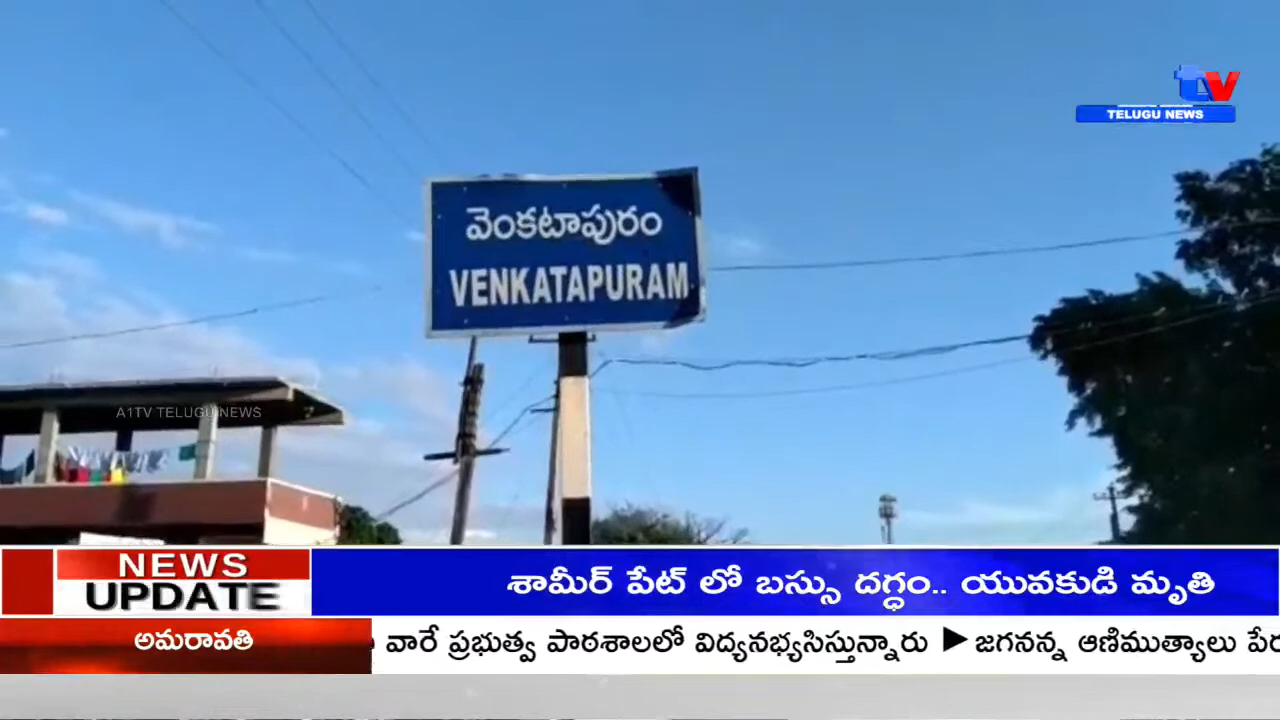 tv
TELUGU NEWS
వెంకటాపురం
VENKATAPURAM
A1TV TELUGU NEWS
NEWS
UPDATE
శామీర్ పేట్ లో బస్సు దగ్ధం.. యువకుడి మృతి
అమరావతి
వారే ప్రభుత్వ పాఠశాలలో విద్యనభ్యసిస్తున్నారు ▶ జగనన్న ఆణిముత్యాలు